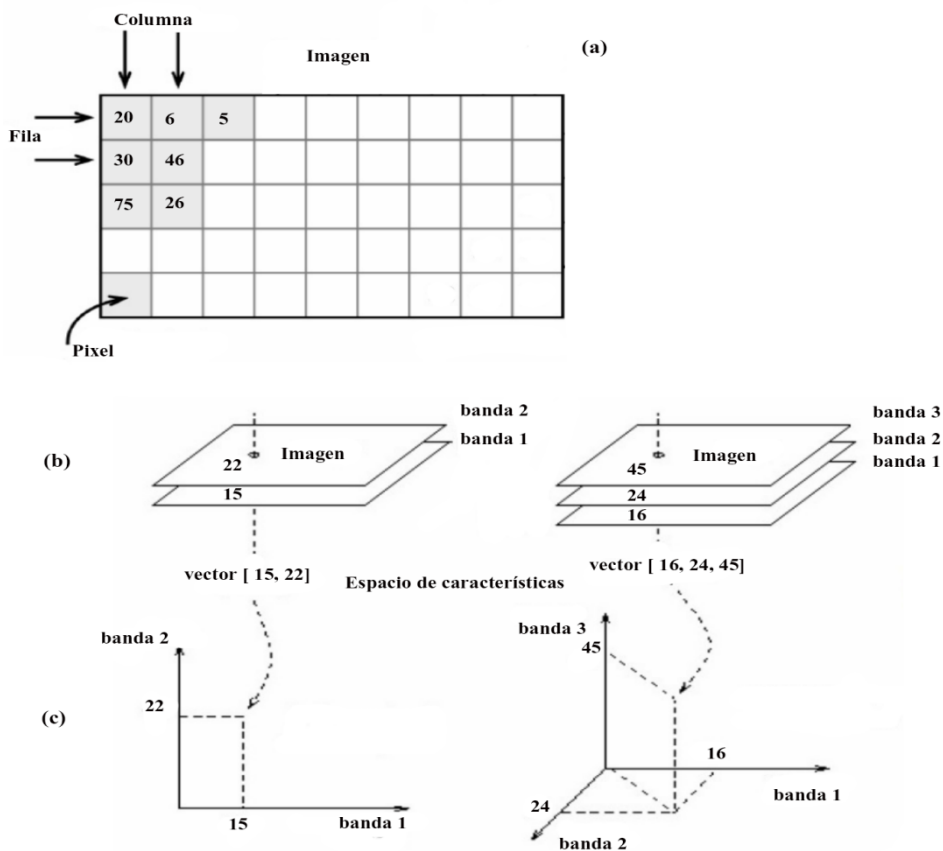 Columna
(a)
Imagen
20 6 5
Fila
30 46
75 26
Pixel
banda 2
banda 1
(b)
22
Imagen
15
vector [ 15, 22]
banda 3
banda 2
banda 1
45
Imagen
24
16
vector [ 16, 24, 45]
Espacio de características
banda 2
22
(c)
15
banda 1
banda 3
45
16
24
banda 1
banda 2